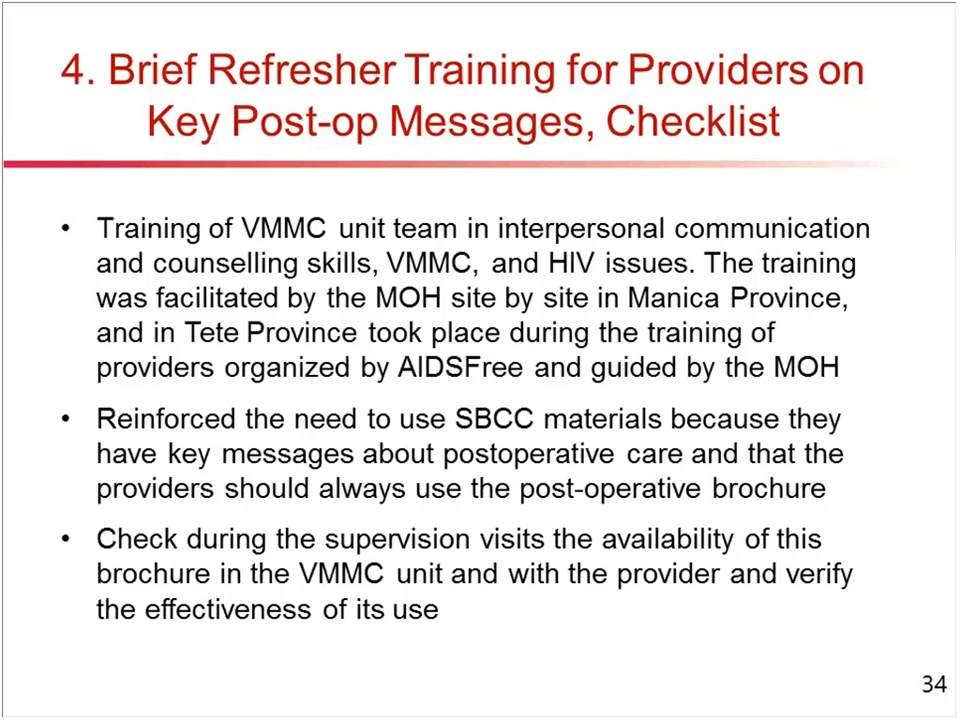 4. Brief Refresher Training for Providers on
Key Post-op Messages, Checklist
• Training of VMMC unit team in interpersonal communication
and counselling skills, VMMC, and HIV issues. The training
was facilitated by the MOH site by site in Manica Province,
and in Tete Province took place during the training of
providers organized by AIDSFree and guided by the MOH
• Reinforced the need to use SBCC materials because they
have key messages about postoperative care and that the
providers should always use the post-operative brochure
• Check during the supervision visits the availability of this
brochure in the VMMC unit and with the provider and verify
the effectiveness of its use
34